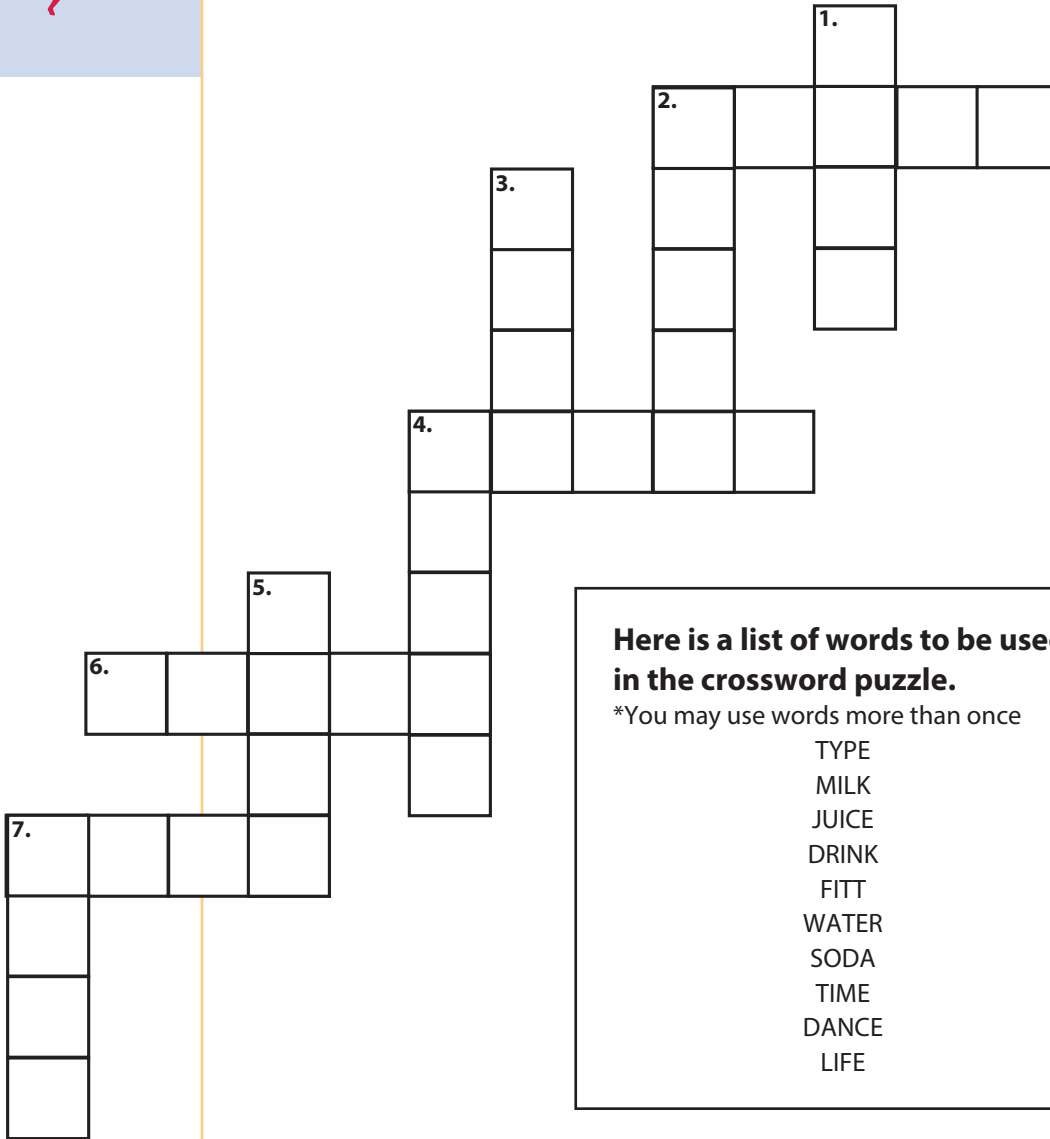 1.
2.
3.
4.
5.
6.
7.
Here is a list of words to be use
in the crossword puzzle.
*You may use words more than once
TYPE
MILK
JUICE
DRINK
FITT
WATER
SODA
TIME
DANCE
LIFE